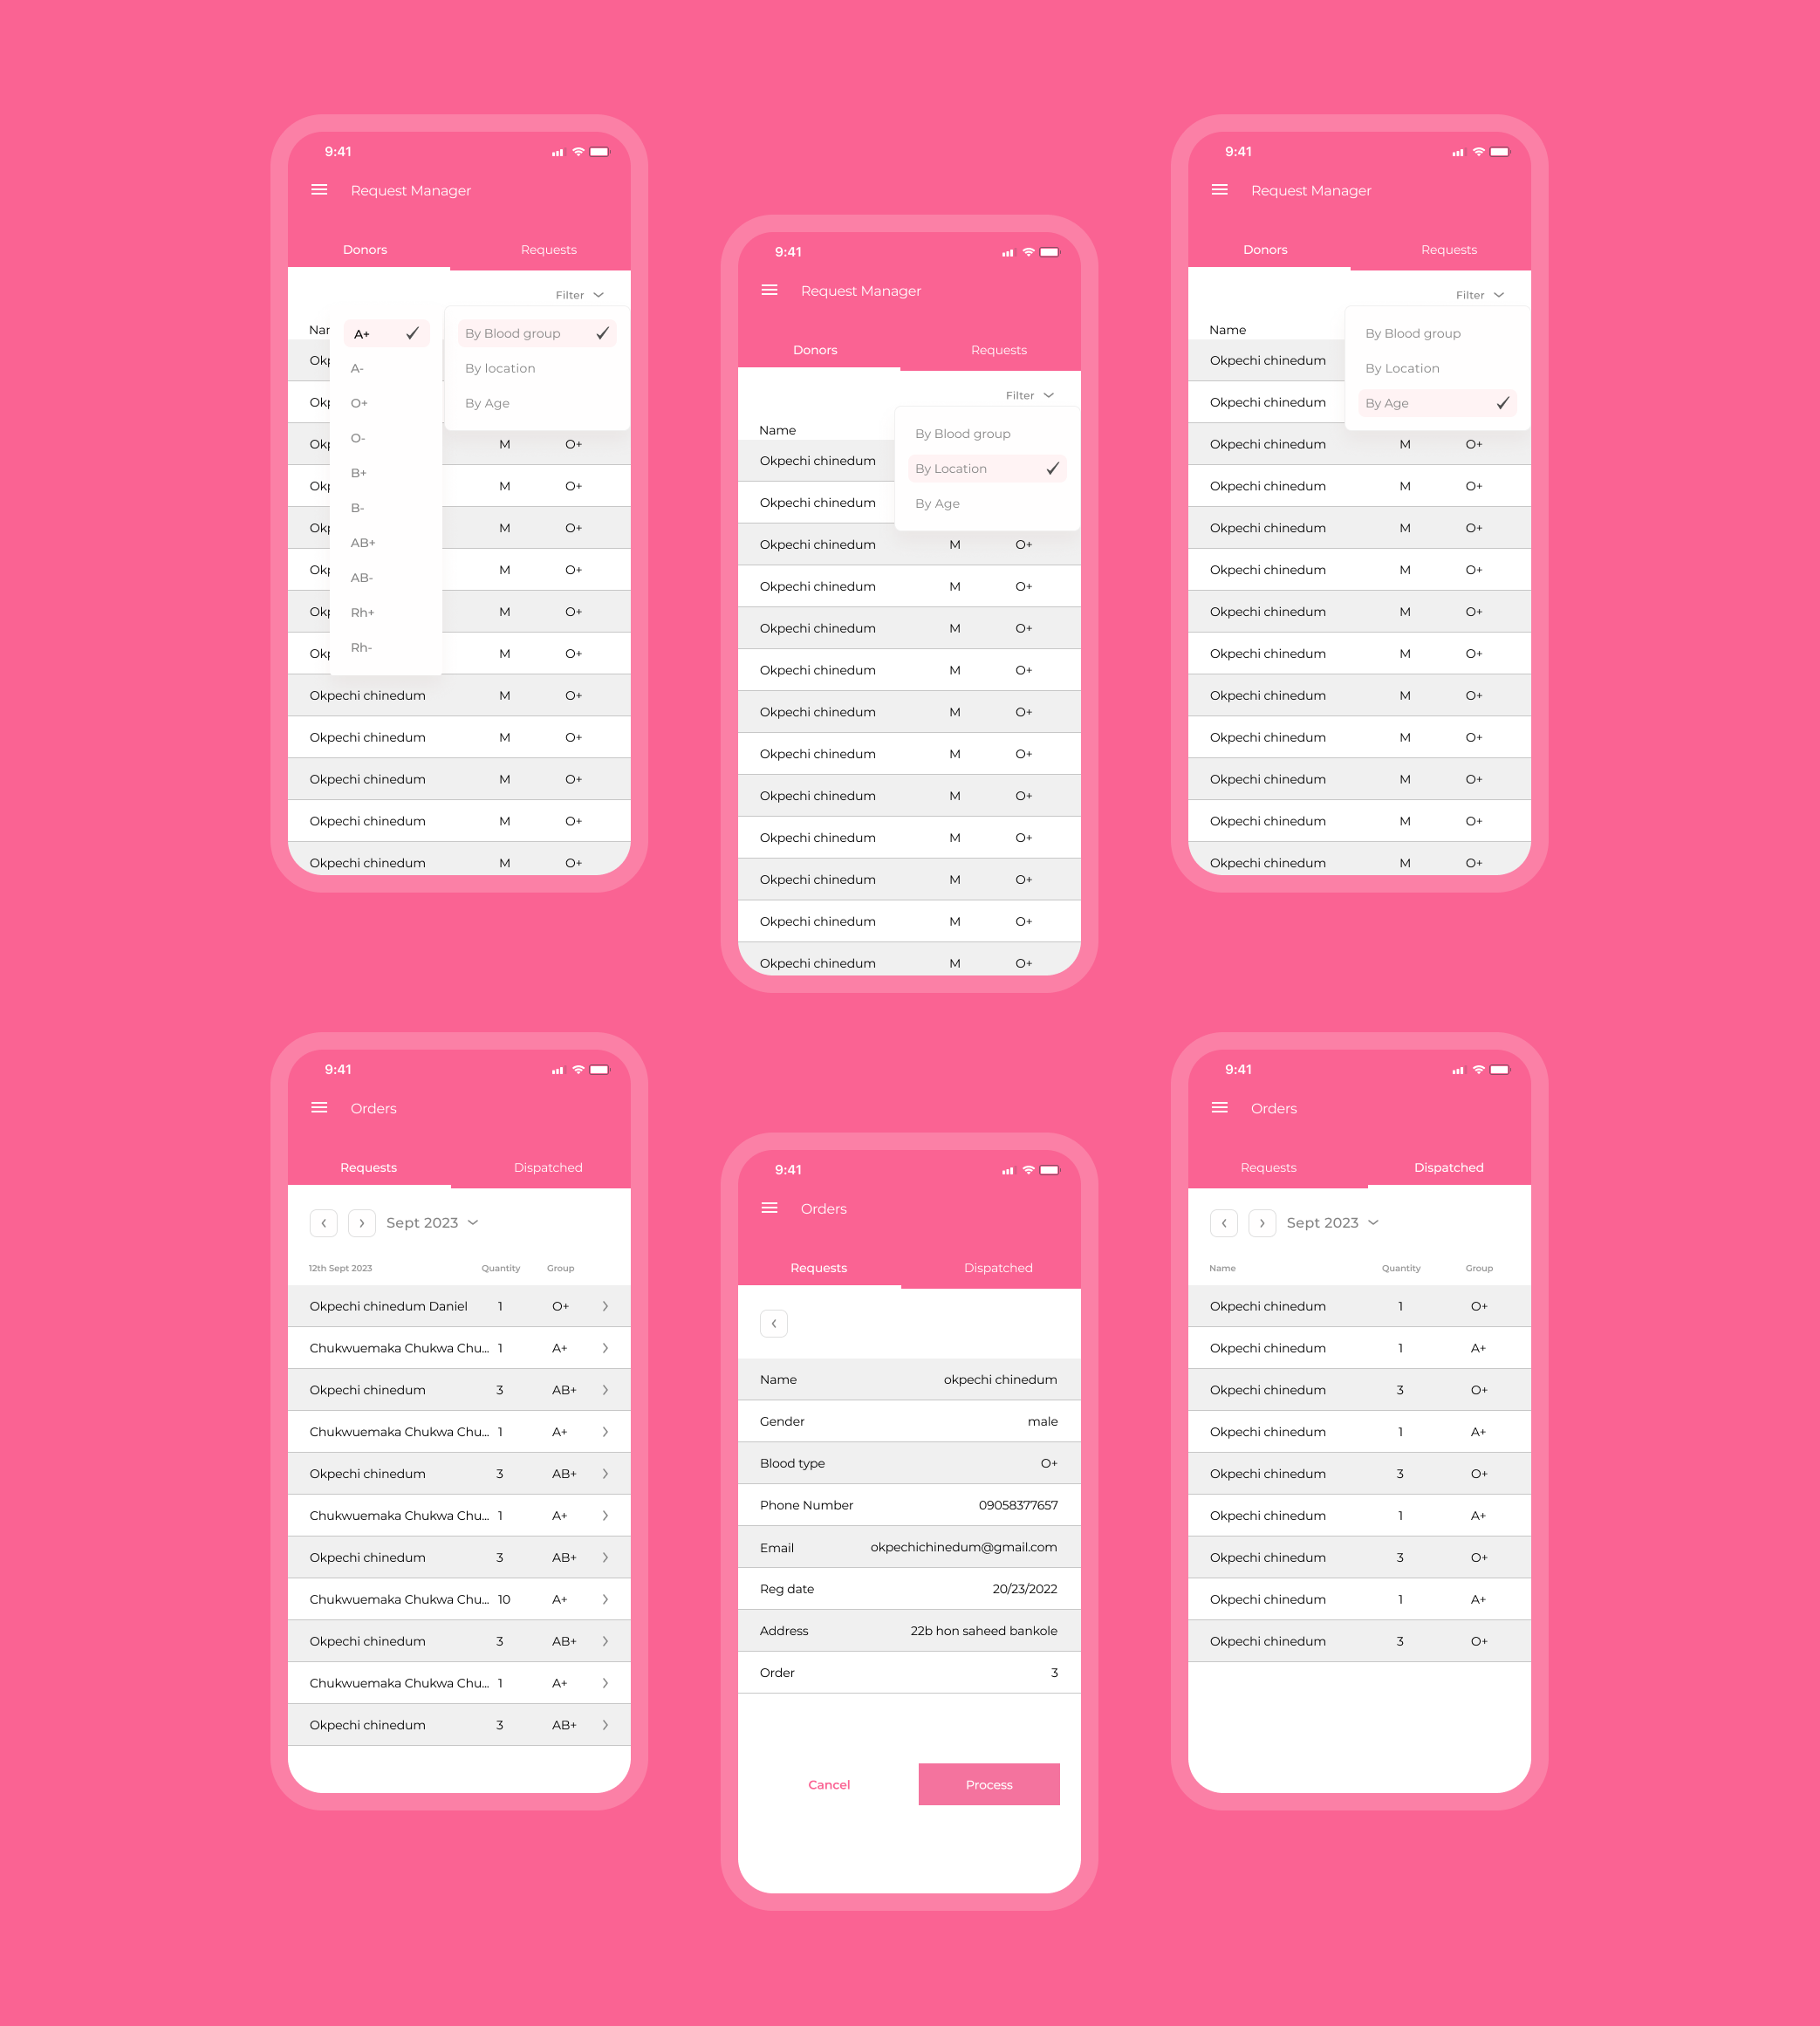 9:41
Request Manager
Donors Requests
Filter
Nar
A+ By Blood group
Okp
A- By location
Okp O+ By Age
O-
Okp M O+
B+
Okp M O+
B-
Okp M O+
AB+
Okp M O+
AB-
Okp Rh+ M O+
Okp Rh- M O+
Okpechi chinedum M O+
Okpechi chinedum M O+
Okpechi chinedum M O+
Okpechi chinedum M O+
Okpechi chinedum M O+
9:41
Request Manager
Donors Requests
Filter
Name By Blood group
Okpechi chinedum By Location
Okpechi chinedum By Age
Okpechi chinedum M O+
Okpechi chinedum M O+
Okpechi chinedum M O+
Okpechi chinedum M O+
Okpechi chinedum M O+
Okpechi chinedum M O+
Okpechi chinedum M O+
Okpechi chinedum M O+
Okpechi chinedum M O+
Okpechi chinedum M O+
Okpechi chinedum M O+
9:41
Request Manager
Donors Requests
Filter
Name By Blood group
Okpechi chinedum By Location
Okpechi chinedum By Age
Okpechi chinedum M O+
Okpechi chinedum M O+
Okpechi chinedum M O+
Okpechi chinedum M O+
Okpechi chinedum M O+
Okpechi chinedum M O+
Okpechi chinedum M O+
Okpechi chinedum M O+
Okpechi chinedum M O+
Okpechi chinedum M O+
Okpechi chinedum M O+
9:41
Orders
Requests Dispatched
Sept 2023
12th Sept 2023 Quantity Group
Okpechi chinedum Daniel 1 O+
Chukwuemaka Chukwa Chu... 1 A+
Okpechi chinedum 3 AB+
Chukwuemaka Chukwa Chu... 1 A+
Okpechi chinedum 3 AB+
Chukwuemaka Chukwa Chu... 1 A+
Okpechi chinedum 3 AB+
Chukwuemaka Chukwa Chu... 10 A+
Okpechi chinedum 3 AB+
Chukwuemaka Chukwa Chu... 1 A+
Okpechi chinedum 3 AB+
9:41
Orders
Requests Dispatched
Name okpechi chinedum
Gender male
Blood type O+
Phone Number 09058377657
Email okpechichinedum@gmail.com
Reg date 20/23/2022
Address 22b hon saheed bankole
Order 3
Cancel Process
9:41
Orders
Requests Dispatched
Sept 2023
Name Quantity Group
Okpechi chinedum 1 O+
Okpechi chinedum 1 A+
Okpechi chinedum 3 O+
Okpechi chinedum 1 A+
Okpechi chinedum 3 O+
Okpechi chinedum 1 A+
Okpechi chinedum 3 O+
Okpechi chinedum 1 A+
Okpechi chinedum 3 O+